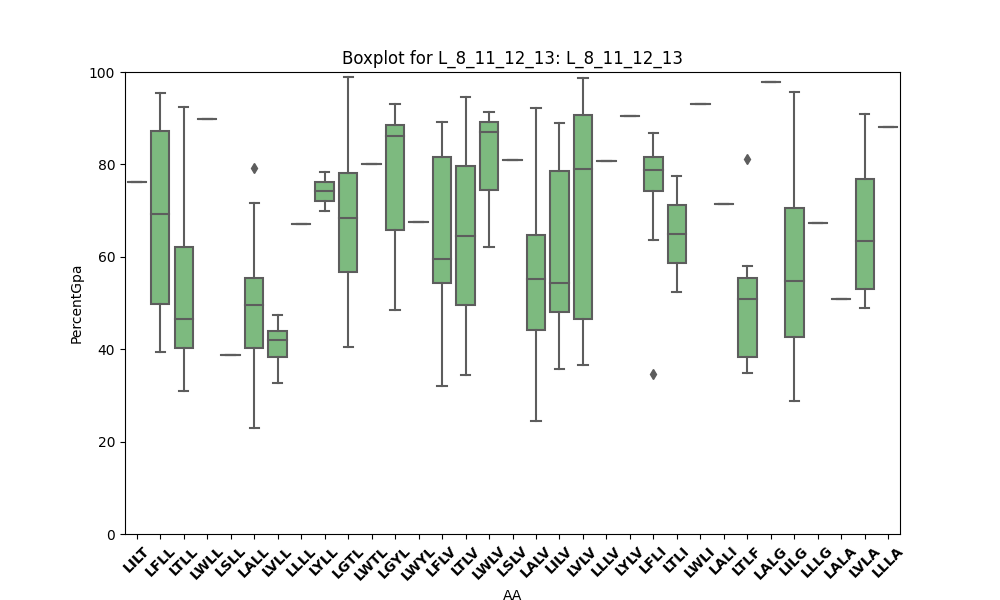 Boxplot for L_8_11_12_13: L_8_11_12_13
100
80
60
40
20
0
PercentGpa
LILT LFLL LTLL LWLL LSLL LALL LVLL LLLL LYLL LGTL LWTL LGYL LWYL LFLV LTLV LWLV LSLV LALV LILV LVLV LLLV LYLV LFLI LTLI LWLI LALI LTLF LALG LILG LLLG LALA LVLA LLLA
AA